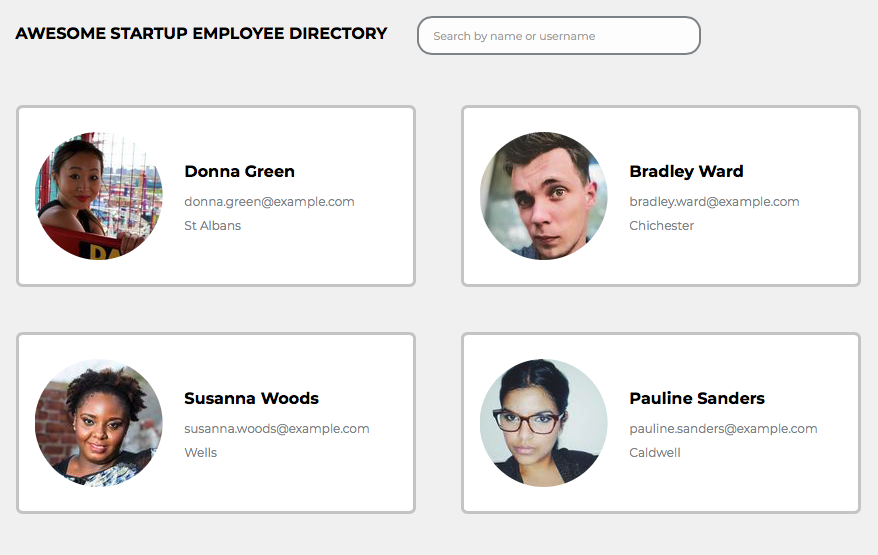 AWESOME STARTUP EMPLOYEE DIRECTORY
Search by name or username
Donna Green
donna.green@example.com
St Albans
Bradley Ward
bradley.ward@example.com
Chichester
Susanna Woods
susanna.woods@example.com
Wells
Pauline Sanders
pauline.sanders@example.com
Caldwell